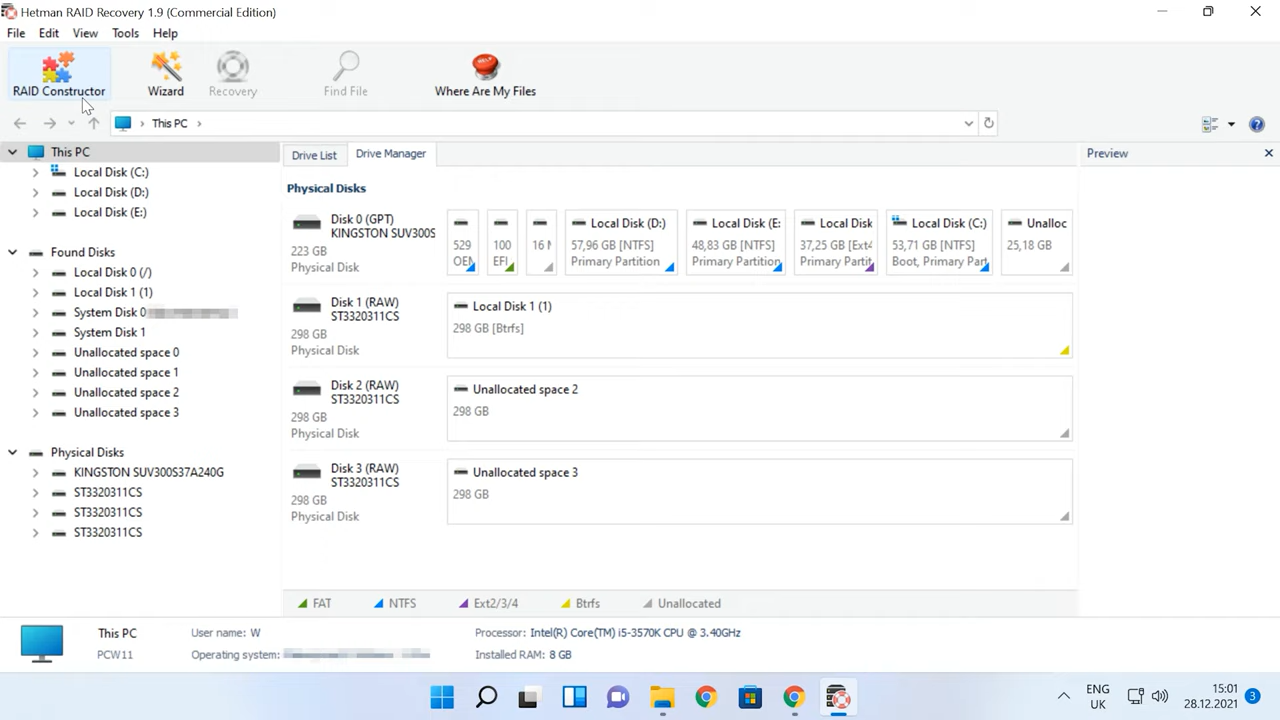 Hetman RAID Recovery 1.9 (Commercial Edition)
File Edit View Tools Help
RAID Constructor Wizard Recovery Find File Where Are My Files
This PC
This PC
Local Disk (C:)
Local Disk (D:)
Local Disk (E:)
Found Disks
Local Disk 0 (/)
Local Disk 1 (1)
System Disk 0
System Disk 1
Unallocated space 0
Unallocated space 1
Unallocated space 2
Unallocated space 3
Physical Disks
KINGSTON SUV300S37A240G
ST3320311CS
ST3320311CS
ST3320311CS
Drive List Drive Manager
Physical Disks
Disk 0 (GPT)
KINGSTON SUV300S
223 GB
Physical Disk
529
OEM
100
EFI
16 M
Local Disk (D:)
57,96 GB [NTFS]
Primary Partition
Local Disk (E:
48,83 GB [NTFS]
Primary Partition
Local Disk
37,25 GB [Ext4
Primary Partit
Local Disk (C:)
53,71 GB [NTFS]
Boot, Primary Part
Unalloc
25,18 GB
Disk 1 (RAW)
ST3320311CS
298 GB
Physical Disk
Local Disk 1 (1)
298 GB [Btrfs]
Disk 2 (RAW)
ST3320311CS
298 GB
Physical Disk
Unallocated space 2
298 GB
Disk 3 (RAW)
ST3320311CS
298 GB
Physical Disk
Unallocated space 3
298 GB
FAT NTFS Ext2/3/4 Btrfs Unallocated
Preview
This PC
PCW11
User name: W
Operating system:
Processor: Intel(R) Core(TM) i5-3570K CPU @ 3.40GHz
Installed RAM: 8 GB
ENG
UK
15:01
28.12.2021
3